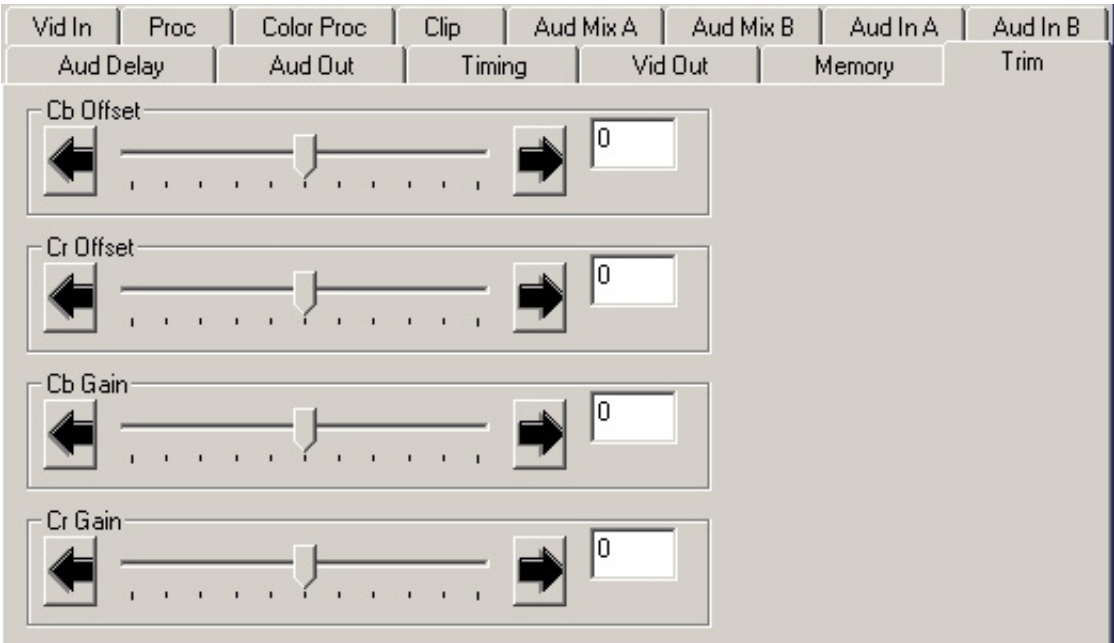 Vid In Proc Color Proc Clip Aud Mix A Aud Mix B Aud In A Aud In B
Aud Delay Aud Out Timing Vid Out Memory Trim
Cb Offset
0
Cr Offset
0
Cb Gain
0
Cr Gain
0